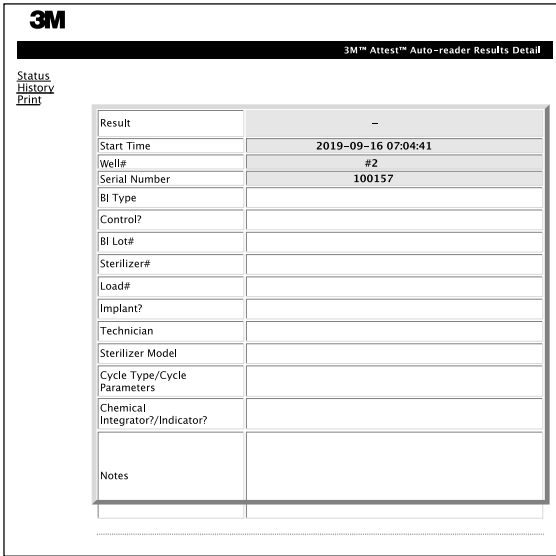 3M
3M™ Attest™ Auto-reader Results Detail
Status
History
Print
Result –
Start Time 2019-09-16 07:04:41
Well# #2
Serial Number 100157
BI Type
Control?
BI Lot#
Sterilizer#
Load#
Implant?
Technician
Sterilizer Model
Cycle Type/Cycle
Parameters
Chemical
Integrator?/Indicator?
Notes